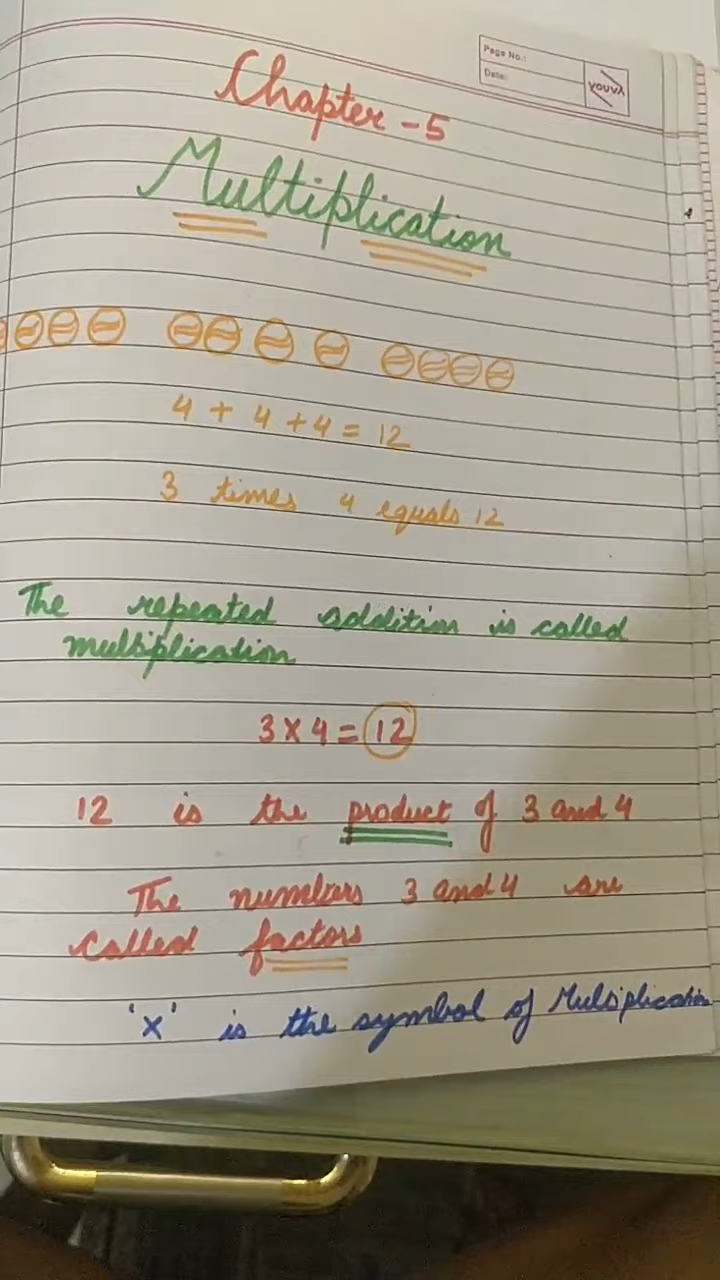 Page No.:
Date:
youva
Chapter - 5
Multiplication
4 + 4 + 4 = 12
3 times 4 equals 12
The repeated addition is called
multiplication
3 x 4 = 12
12 is the product of 3 and 4
The numbers 3 and 4 are
called factors
'x' is the symbol of Multiplication